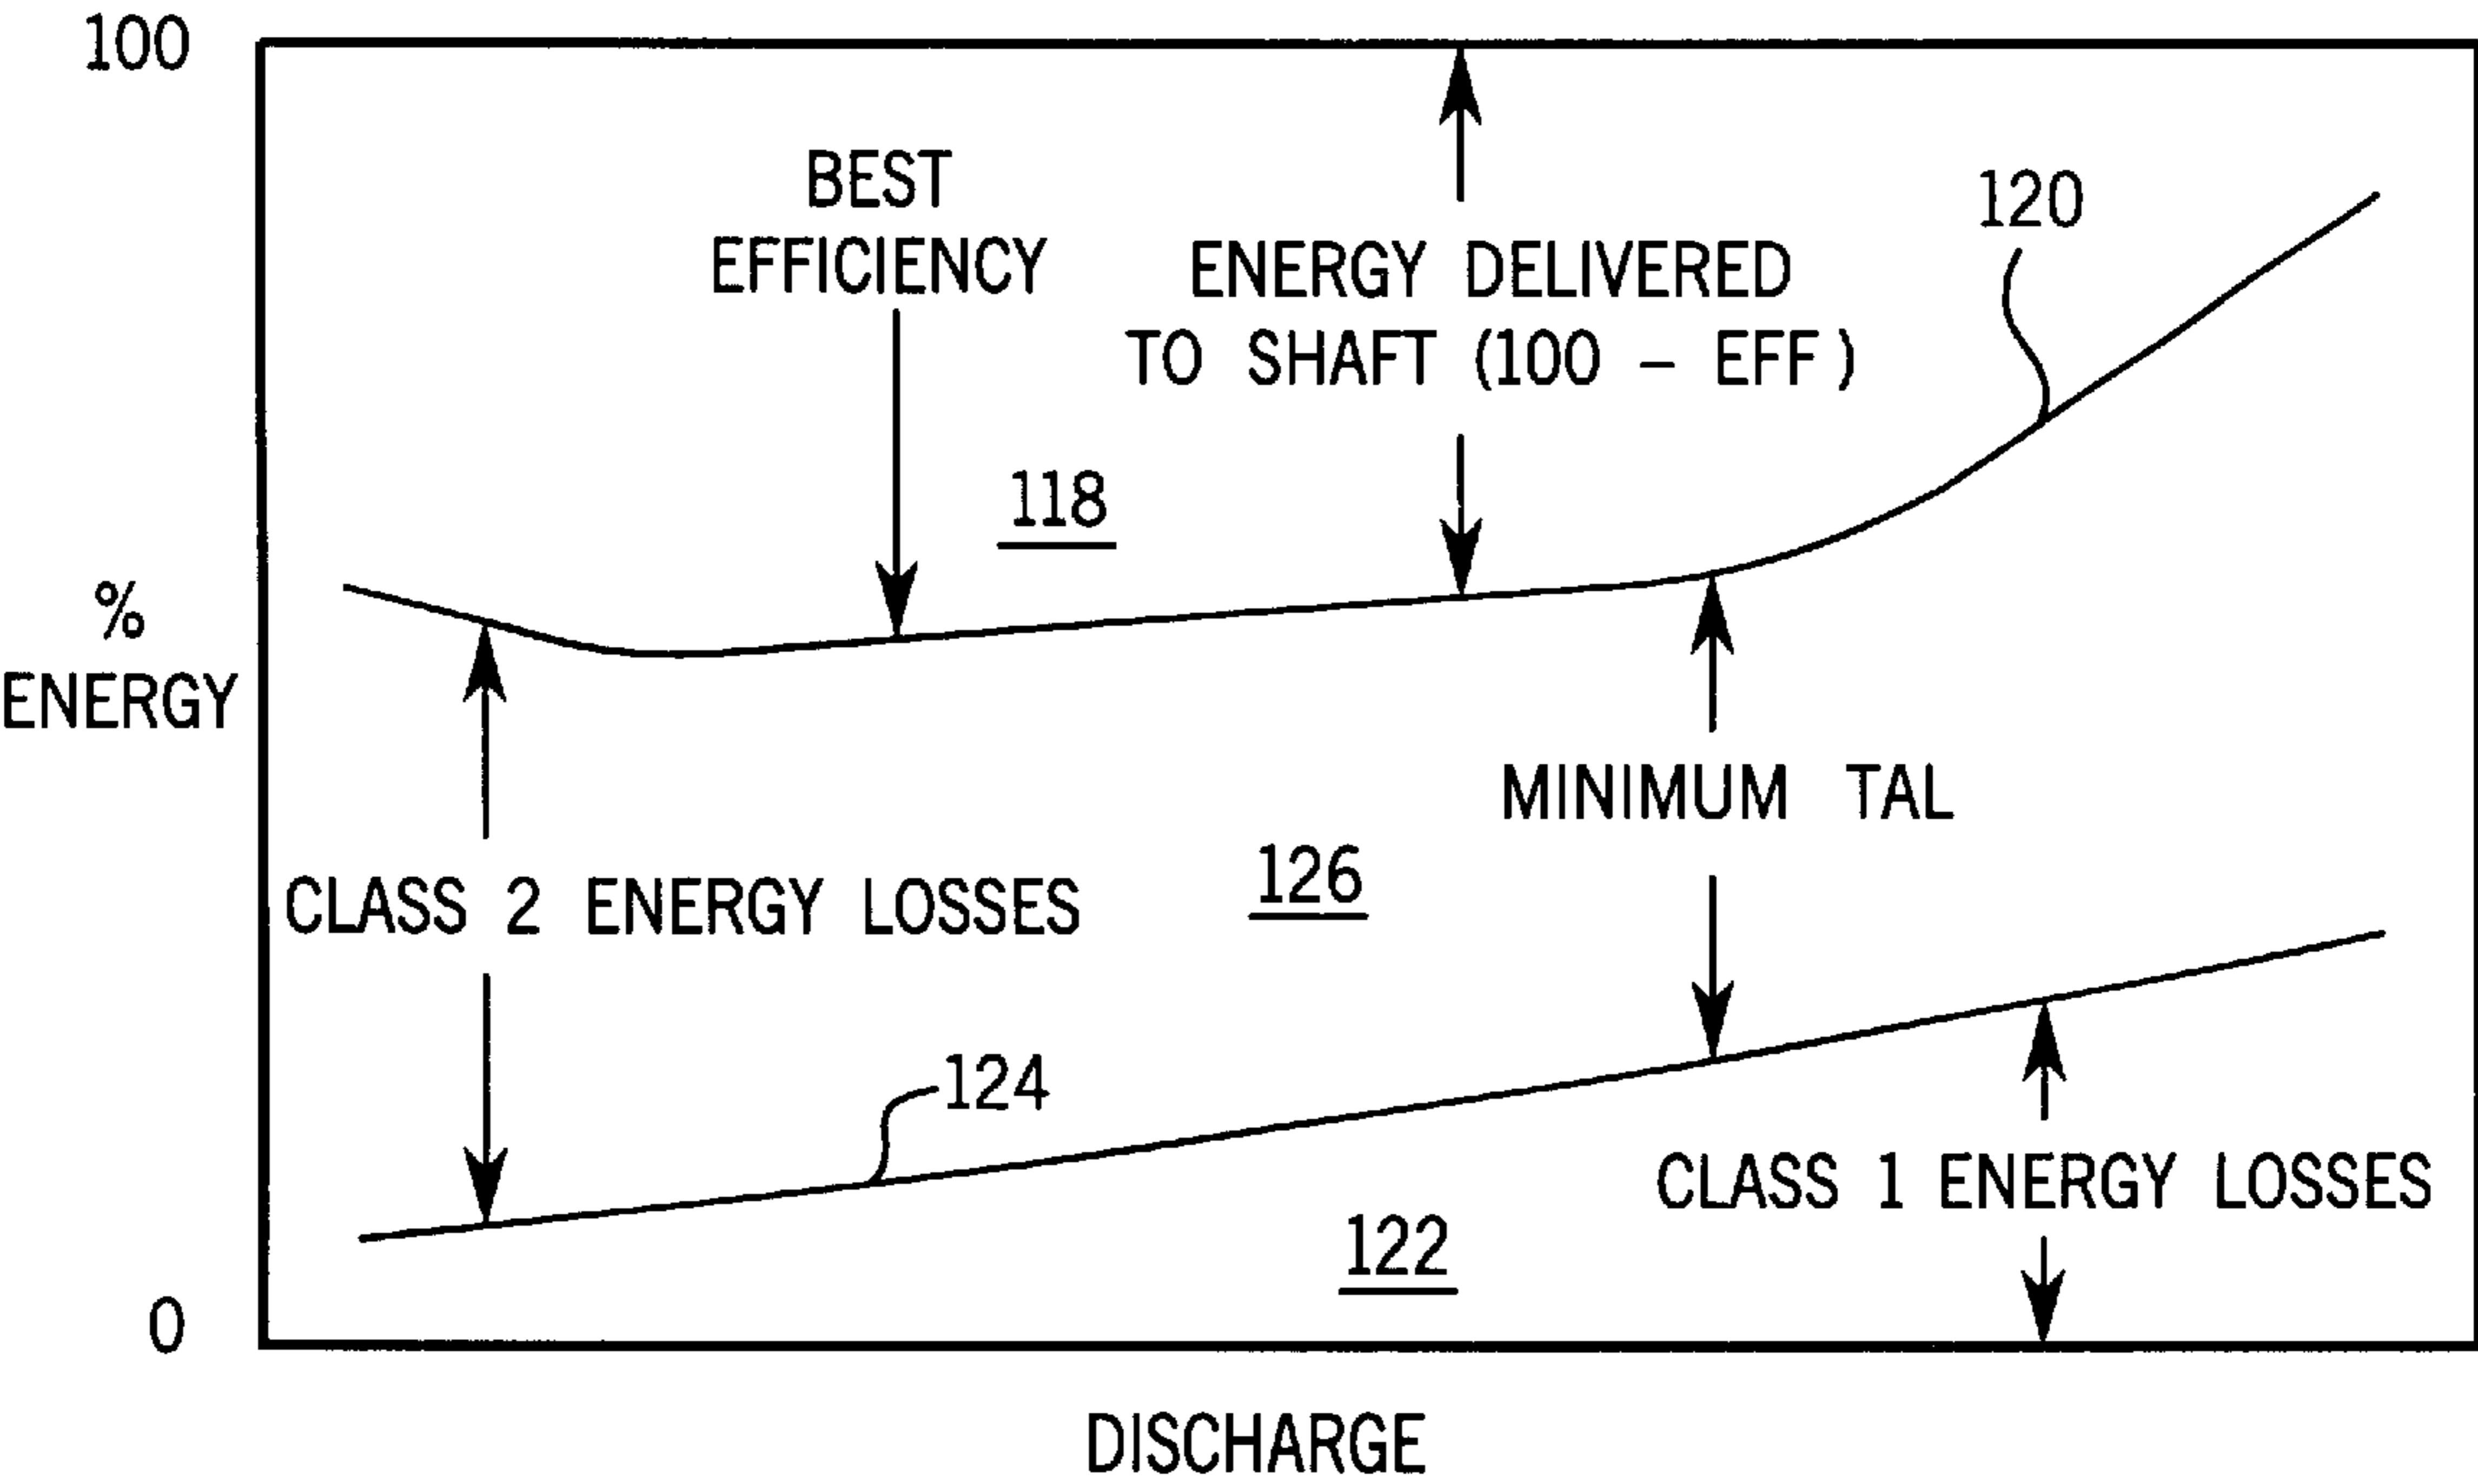 100
BEST
EFFICIENCY
ENERGY DELIVERED
TO SHAFT (100 – EFF)
120
118
%
ENERGY
MINIMUM TAL
CLASS 2 ENERGY LOSSES
126
124
CLASS 1 ENERGY LOSSES
122
0
DISCHARGE